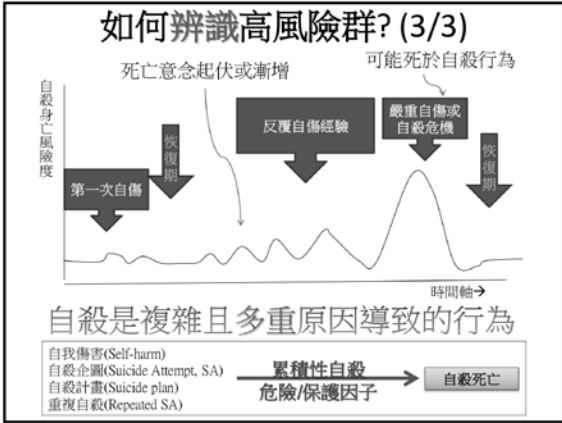 如何辨識高風險群? (3/3)
死亡意念起伏或漸增
可能死於自殺行為
自殺身亡風險度
第一次自傷
恢復期
反覆自傷經驗
嚴重自傷或
自殺危機
恢復期
時間軸→
自殺是複雜且多重原因導致的行為
自我傷害(Self-harm)
自殺企圖(Suicide Attempt, SA)
自殺計畫(Suicide plan)
重複自殺(Repeated SA)
累積性自殺
危險/保護因子
自殺死亡